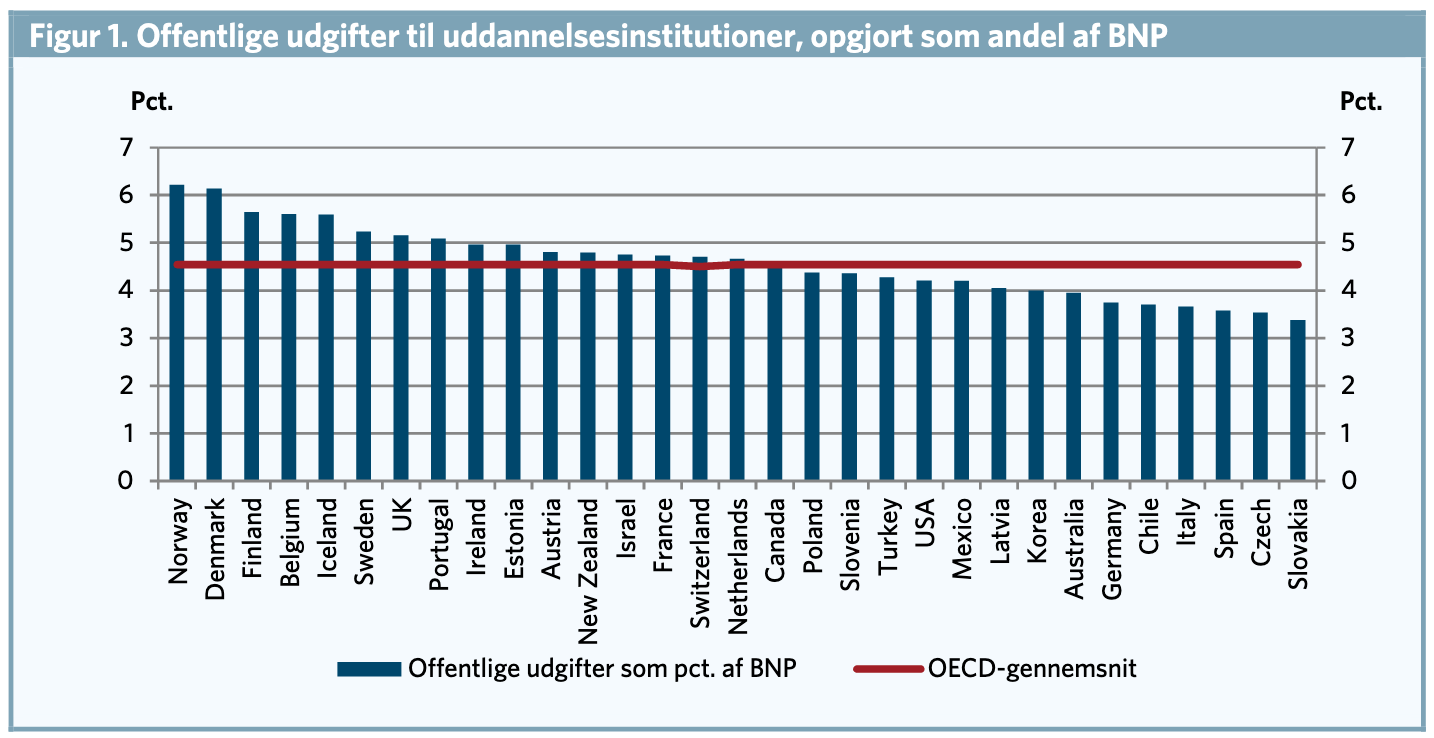 Figur 1. Offentlige udgifter til uddannelsesinstitutioner, opgjort som andel af BNP
Pct. Pct.
7 7
6 6
5 5
4 4
3 3
2 2
1 1
0 0
Norway
Denmark
Finland
Belgium
Iceland
Sweden
UK
Portugal
Ireland
Estonia
Austria
New Zealand
Israel
France
Switzerland
Netherlands
Canada
Poland
Slovenia
Turkey
USA
Mexico
Latvia
Korea
Australia
Germany
Chile
Italy
Spain
Czech
Slovakia
Offentlige udgifter som pct. af BNP OECD-gennemsnit